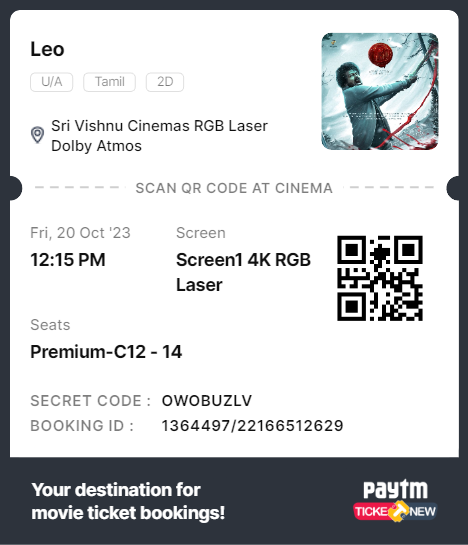 Leo
U/A Tamil 2D
Sri Vishnu Cinemas RGB Laser
Dolby Atmos
SCAN QR CODE AT CINEMA
Fri, 20 Oct '23 Screen
12:15 PM Screen1 4K RGB
Laser
Seats
Premium-C12 - 14
SECRET CODE : OWOBUZLV
BOOKING ID : 1364497/22166512629
Your destination for
movie ticket bookings!
paytm
TICKETNEW